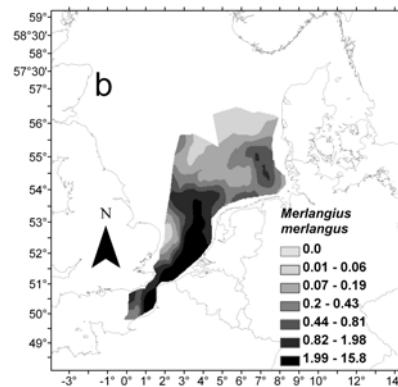 59°
58°30'
57°30'
56°
55°
54°
53°
52°
51°
50°
49°
b
N
Merlangius
merlangus
0.0
0.01 - 0.06
0.07 - 0.19
0.2 - 0.43
0.44 - 0.81
0.82 - 1.98
1.99 - 15.8
-3° -1° 0° 1° 2° 3° 4° 5° 6° 7° 8° 9° 10° 12° 14